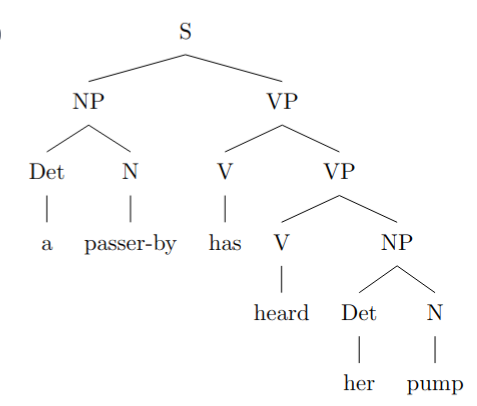 )
S
NP VP
Det N V VP
a passer-by has V NP
heard Det N
her pump